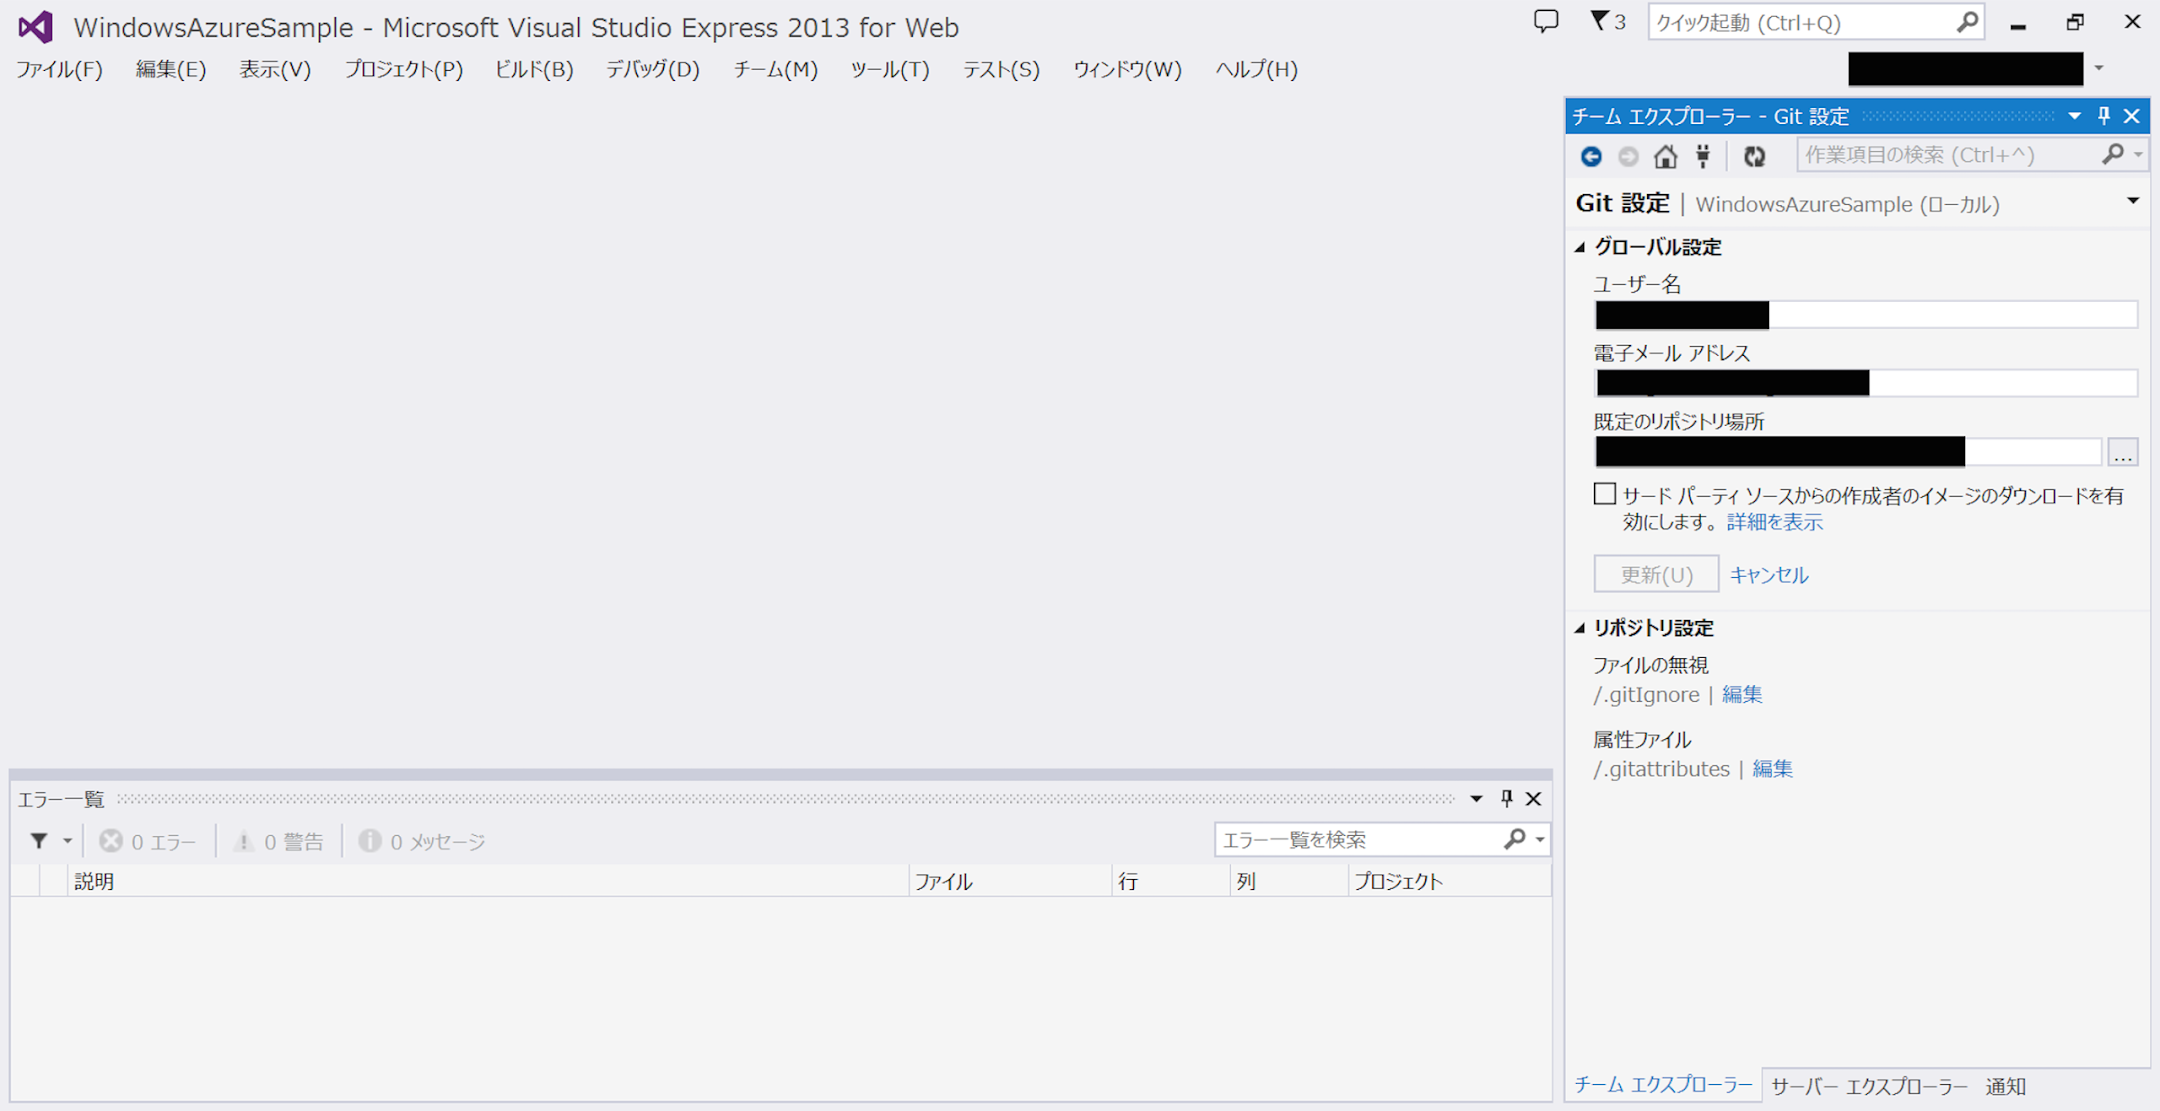 WindowsAzureSample - Microsoft Visual Studio Express 2013 for Web
3
クイック起動 (Ctrl+Q)
ファイル(F) 編集(E) 表示(V) プロジェクト(P) ビルド(B) デバッグ(D) チーム(M) ツール(T) テスト(S) ウィンドウ(W) ヘルプ(H)
チーム エクスプローラー - Git 設定
作業項目の検索 (Ctrl+^)
Git 設定 | WindowsAzureSample (ローカル)
グローバル設定
ユーザー名
電子メール アドレス
既定のリポジトリ場所
...
サード パーティ ソースからの作成者のイメージのダウンロードを有
効にします。 詳細を表示
更新(U) キャンセル
リポジトリ設定
ファイルの無視
/.gitIgnore | 編集
属性ファイル
/.gitattributes | 編集
チーム エクスプローラー サーバー エクスプローラー 通知
エラー一覧
0 エラー 0 警告 0 メッセージ
エラー一覧を検索
説明 ファイル 行 列 プロジェクト